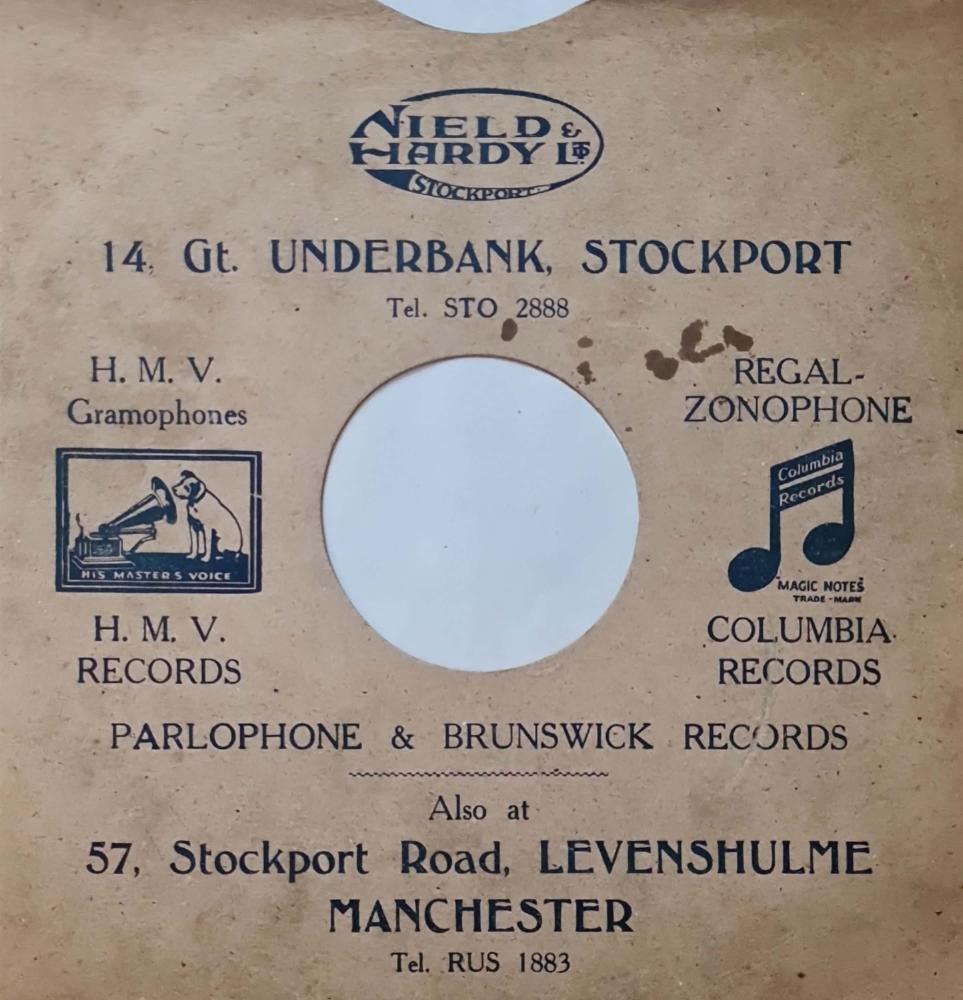 NIELD &
HARDY LTD.
STOCKPORT
14, Gt. UNDERBANK, STOCKPORT
Tel. STO 2888
H. M. V.
Gramophones
HIS MASTER'S VOICE
H. M. V.
RECORDS
REGAL-
ZONOPHONE
Columbia
Records
"MAGIC NOTES"
TRADE-MARK
COLUMBIA
RECORDS
PARLOPHONE & BRUNSWICK RECORDS
Also at
57, Stockport Road, LEVENSHULME
MANCHESTER
Tel. RUS 1883